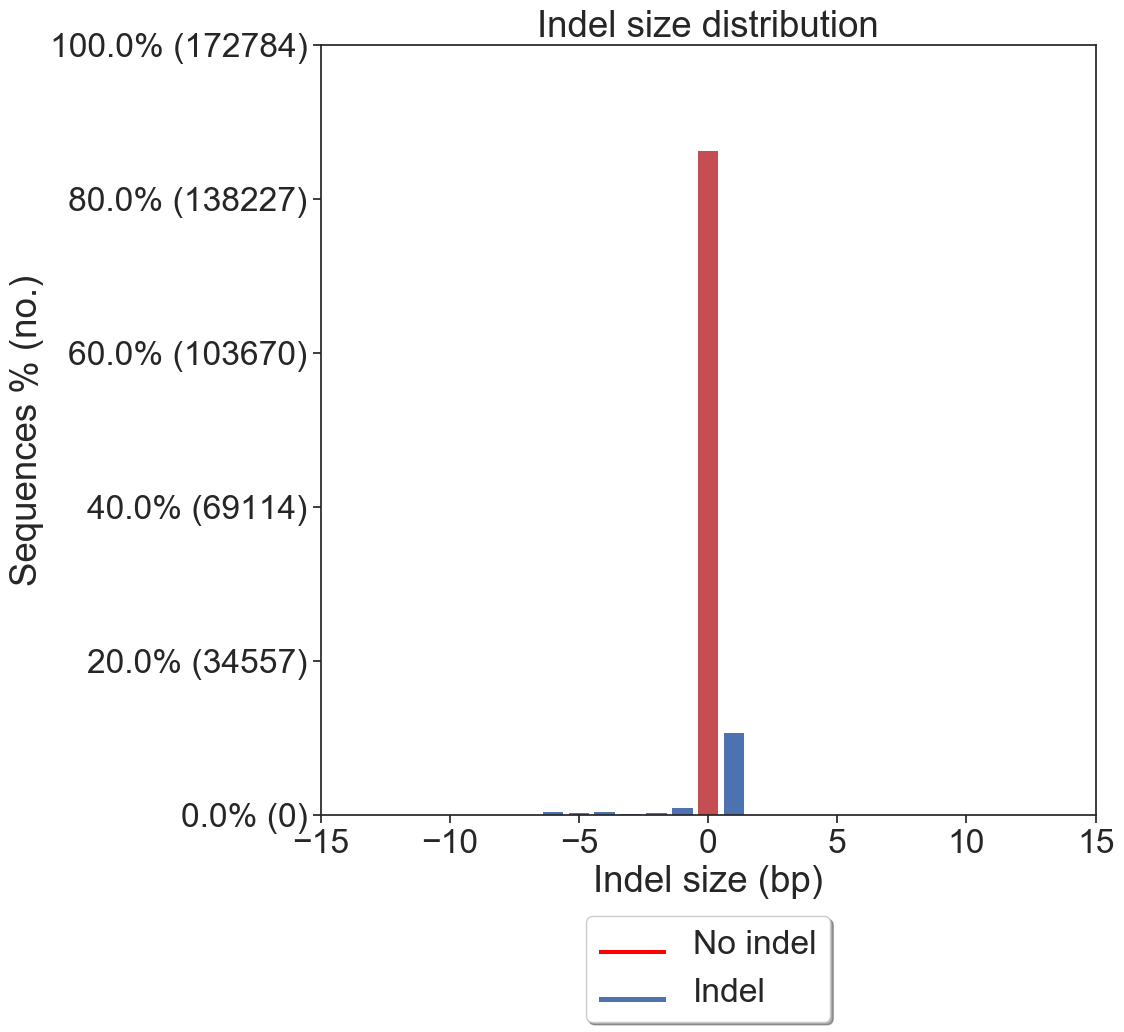 Indel size distribution
100.0% (172784)
80.0% (138227)
60.0% (103670)
40.0% (69114)
20.0% (34557)
0.0% (0)
Sequences % (no.)
−15 −10 −5 0 5 10 15
Indel size (bp)
No indel
Indel